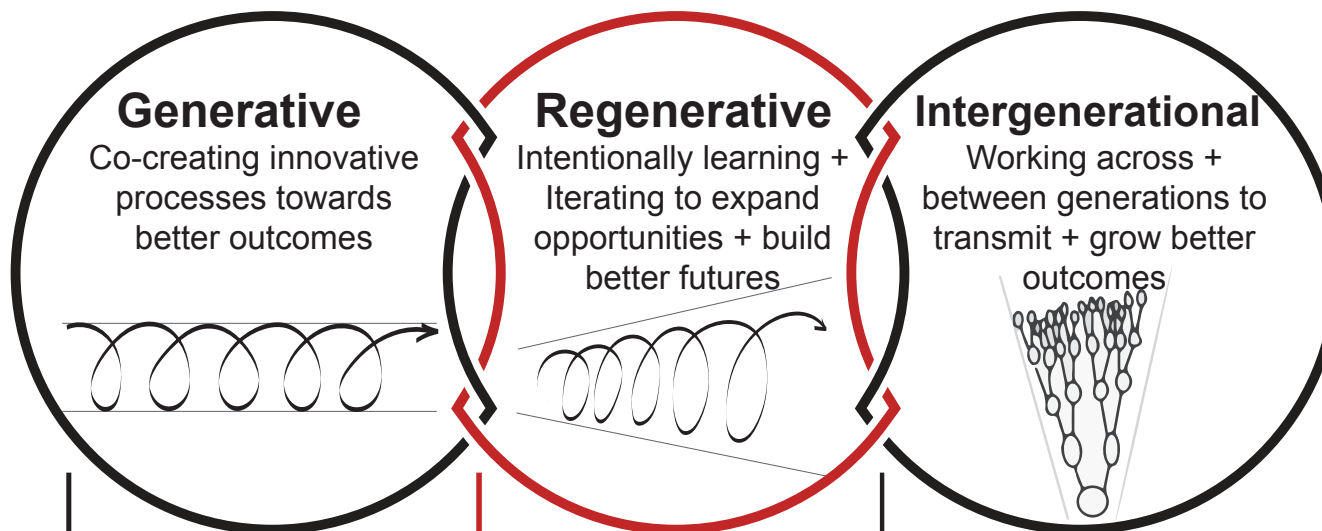 Generative
Co-creating innovative
processes towards
better outcomes
Regenerative
Intentionally learning +
Iterating to expand
opportunities + build
better futures
Intergenerational
Working across +
between generations to
transmit + grow better
outcomes